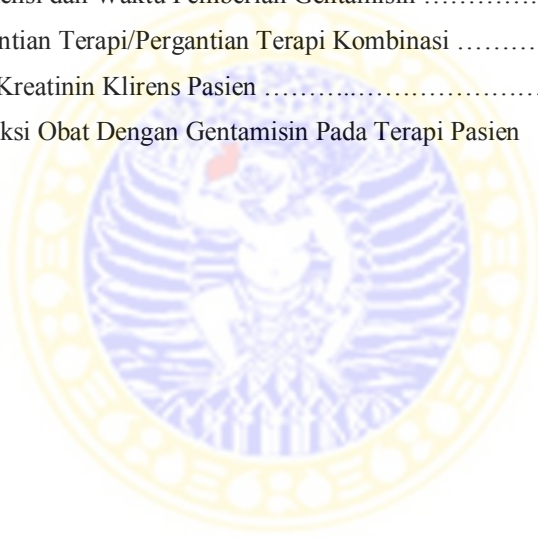 ensi dan Waktu Pemberian Gentamisin …………..
ntian Terapi/Pergantian Terapi Kombinasi ………
Kreatinin Klirens Pasien ………..…………………
ksi Obat Dengan Gentamisin Pada Terapi Pasien